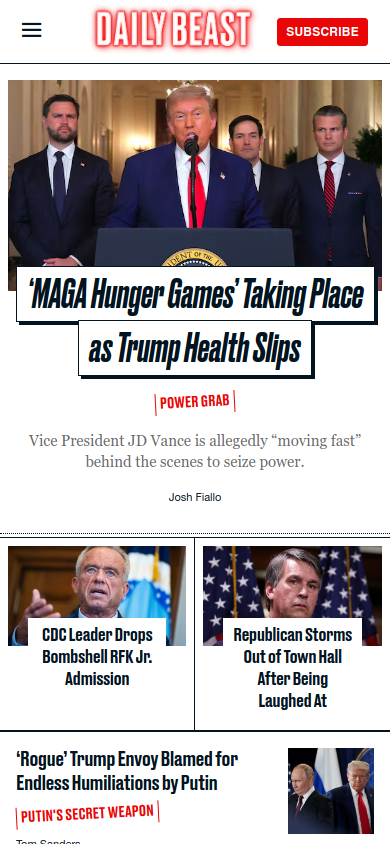 DAILY BEAST
SUBSCRIBE
‘MAGA Hunger Games’ Taking Place
as Trump Health Slips
POWER GRAB
Vice President JD Vance is allegedly “moving fast”
behind the scenes to seize power.
Josh Fiallo
CDC Leader Drops
Bombshell RFK Jr.
Admission
Republican Storms
Out of Town Hall
After Being
Laughed At
‘Rogue’ Trump Envoy Blamed for
Endless Humiliations by Putin
PUTIN'S SECRET WEAPON
Tom Sanders